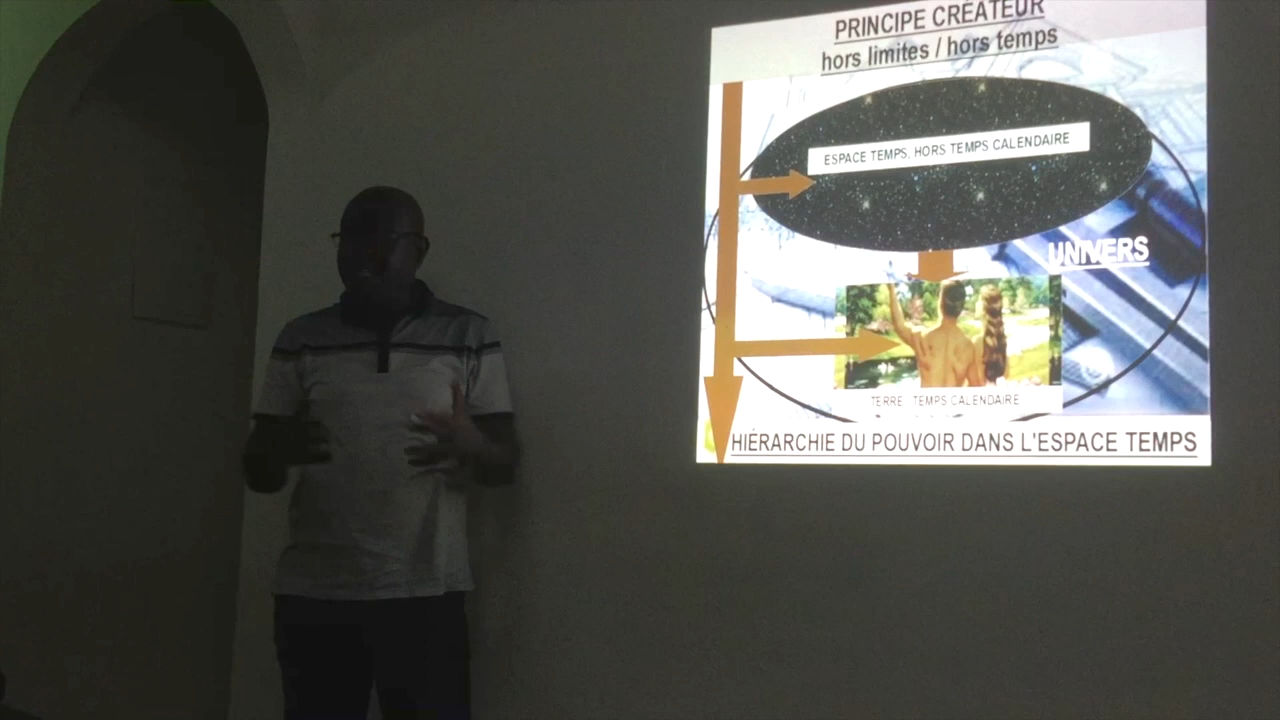 PRINCIPE CRÉATEUR
hors limites / hors temps
ESPACE TEMPS, HORS TEMPS CALENDAIRE
UNIVERS
TERRE : TEMPS CALENDAIRE
HIÉRARCHIE DU POUVOIR DANS L'ESPACE TEMPS